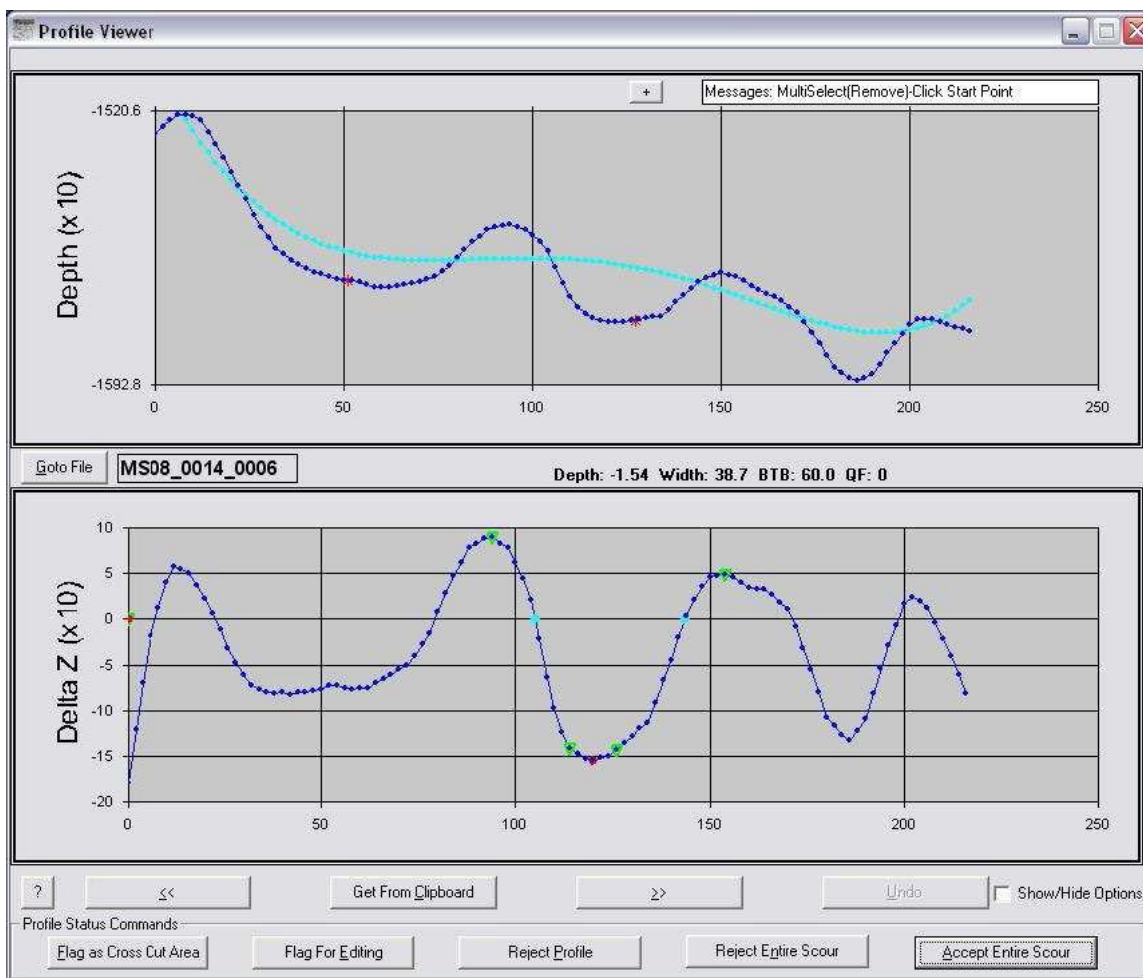 Profile Viewer
+
Messages: MultiSelect(Remove)-Click Start Point
-1520.6
Depth (x 10)
-1592.8
0 50 100 150 200 250
Goto File
MS08_0014_0006
Depth: -1.54 Width: 38.7 BTB: 60.0 QF: 0
10
5
0
-5
-10
-15
-20
Delta Z (x 10)
0 50 100 150 200 250
?
<<
Get From Clipboard
>>
Undo
Show/Hide Options
Profile Status Commands
Flag as Cross Cut Area
Flag For Editing
Reject Profile
Reject Entire Scour
Accept Entire Scour